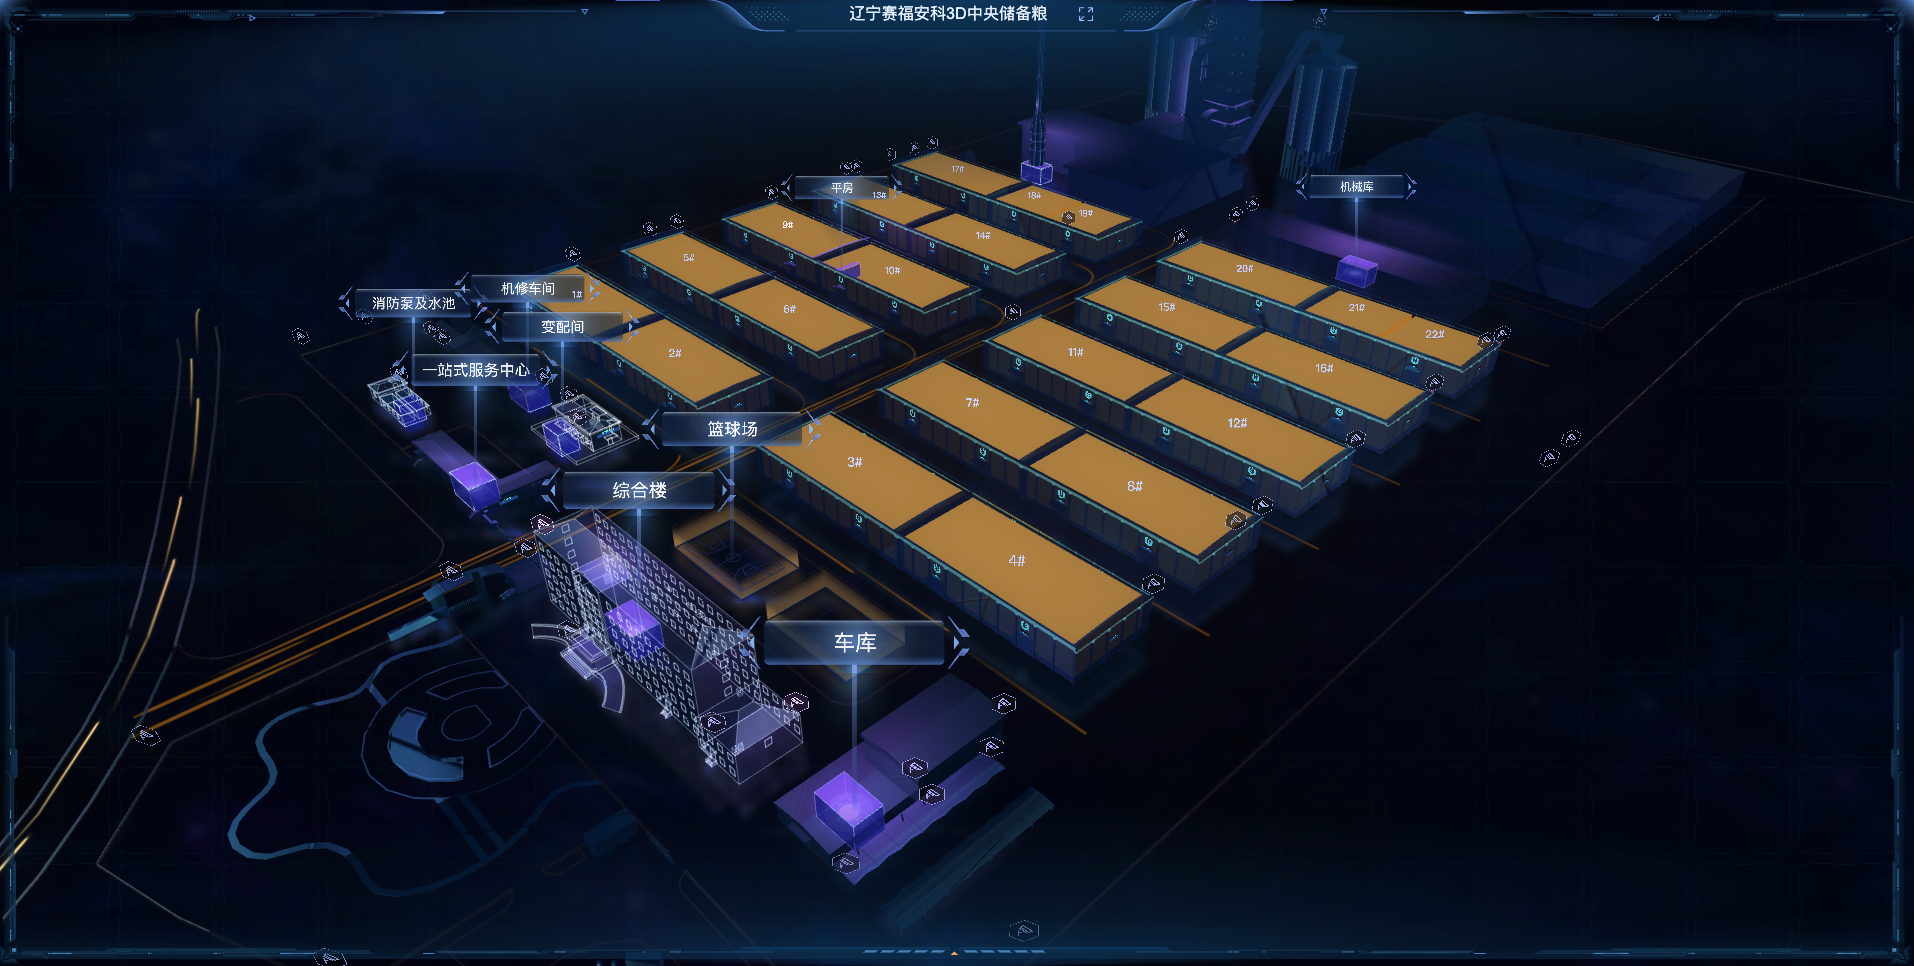 辽宁赛福安科3D中央储备粮
17#
平房
13#
18#
19#
机械库
9#
14#
5#
10#
20#
机修车间
1#
消防泵及水池
6#
15#
21#
变配间
22#
2#
11#
一站式服务中心
16#
7#
12#
篮球场
3#
综合楼
8#
4#
车库